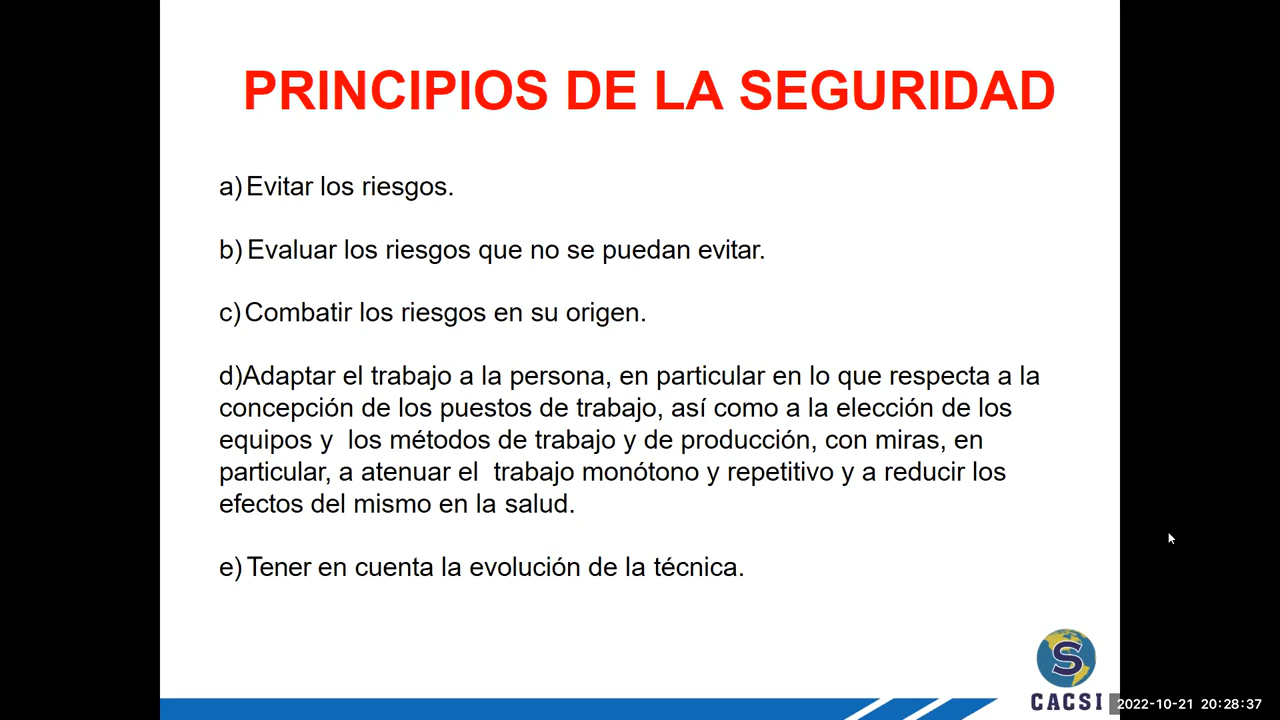 PRINCIPIOS DE LA SEGURIDAD
a) Evitar los riesgos.
b) Evaluar los riesgos que no se puedan evitar.
c) Combatir los riesgos en su origen.
d)Adaptar el trabajo a la persona, en particular en lo que respecta a la
concepción de los puestos de trabajo, así como a la elección de los
equipos y  los métodos de trabajo y de producción, con miras, en
particular, a atenuar el  trabajo monótono y repetitivo y a reducir los
efectos del mismo en la salud.
e) Tener en cuenta la evolución de la técnica.
S
CACSI
2022-10-21 20:28:37